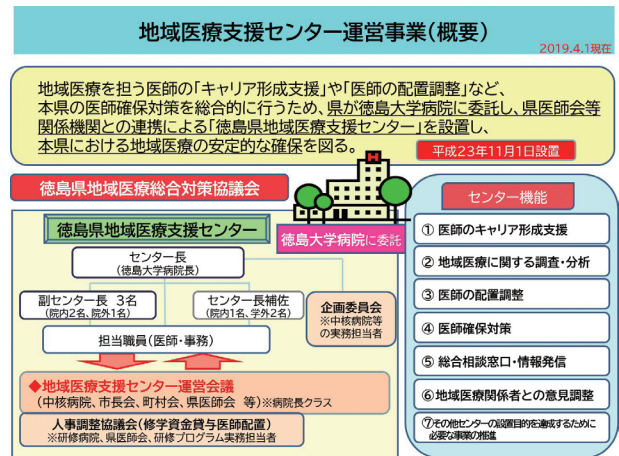 地域医療支援センター運営事業(概要)
2019.4.1現在
地域医療を担う医師の「キャリア形成支援」や「医師の配置調整」など、
本県の医師確保対策を総合的に行うため、県が徳島大学病院に委託し、県医師会等
関係機関との連携による「徳島県地域医療支援センター」を設置し、
本県における地域医療の安定的な確保を図る。
平成23年11月1日設置
徳島県地域医療総合対策協議会
H
徳島県地域医療支援センター
徳島大学病院に委託
センター長
(徳島大学病院長)
副センター長 3名
(院内2名、院外1名)
センター長補佐
(院内1名、学外2名)
企画委員会
※中核病院等
の実務担当者
担当職員(医師・事務)
◆地域医療支援センター運営会議
(中核病院、市長会、町村会、県医師会 等)※病院長クラス
人事調整協議会(修学資金貸与医師配置)
※研修病院、県医師会、研修プログラム実務担当者
センター機能
① 医師のキャリア形成支援
② 地域医療に関する調査・分析
③ 医師の配置調整
④ 医師確保対策
⑤ 総合相談窓口・情報発信
⑥ 地域医療関係者との意見調整
⑦その他センターの設置目的を達成するために
必要な事業の推進